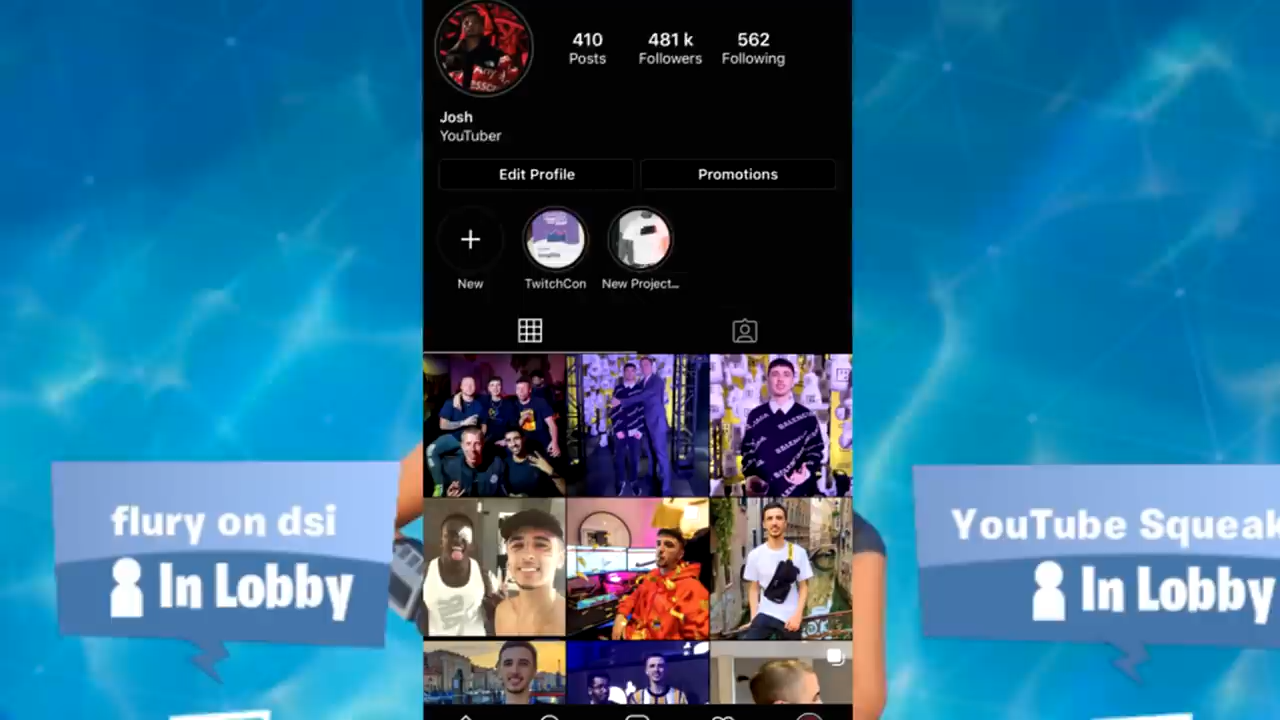 410
Posts
481 k
Followers
562
Following
Josh
YouTuber
Edit Profile
Promotions
New
TwitchCon
New Project...
BALENCIAGA
flury on dsi
In Lobby
YouTube Squeak
In Lobby